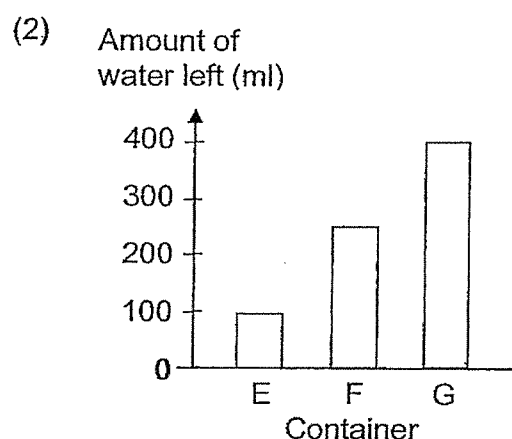 (2)
Amount of
water left (ml)
400
300
200
100
0
E F G
Container